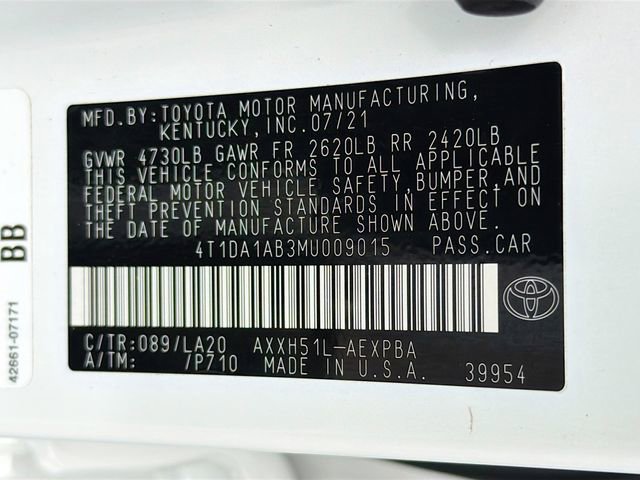 MFD.BY:TOYOTA MOTOR MANUFACTURING,
KENTUCKY,INC.07/21
GVWR 4730LB GAWR FR 2620LB RR 2420LB
THIS VEHICLE CONFORMS TO ALL APPLICABLE
FEDERAL MOTOR VEHICLE SAFETY,BUMPER,AND
THEFT PREVENTION STANDARDS IN EFFECT ON
THE DATE OF MANUFACTURE SHOWN ABOVE.
4T1DA1AB3MU009015 PASS.CAR
C/TR:089/LA20 AXXH51L-AEXPBA
A/TM: /P710 MADE IN U.S.A. 39954
BB
42661-07171